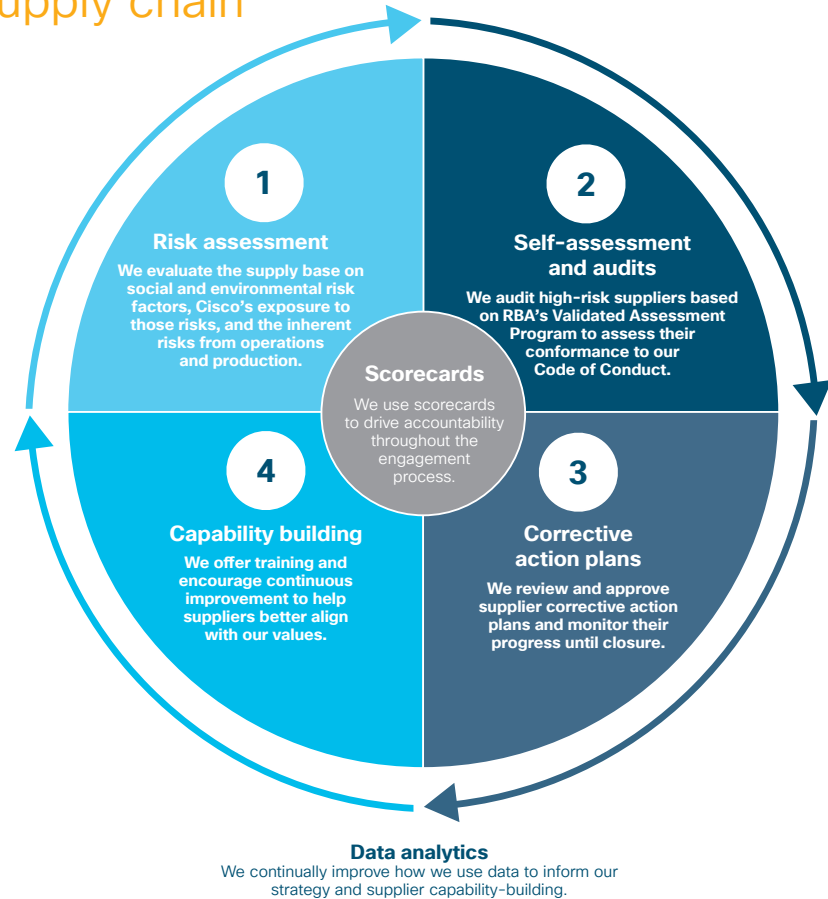 upply chain
1
Risk assessment
We evaluate the supply base on
social and environmental risk
factors, Cisco's exposure to
those risks, and the inherent
risks from operations
and production.
2
Self-assessment
and audits
We audit high-risk suppliers based
on RBA's Validated Assessment
Program to assess their
conformance to our
Code of Conduct.
Scorecards
We use scorecards
to drive accountability
throughout the
engagement
process.
3
Corrective
action plans
We review and approve
supplier corrective action
plans and monitor their
progress until closure.
4
Capability building
We offer training and
encourage continuous
improvement to help
suppliers better align
with our values.
Data analytics
We continually improve how we use data to inform our
strategy and supplier capability-building.